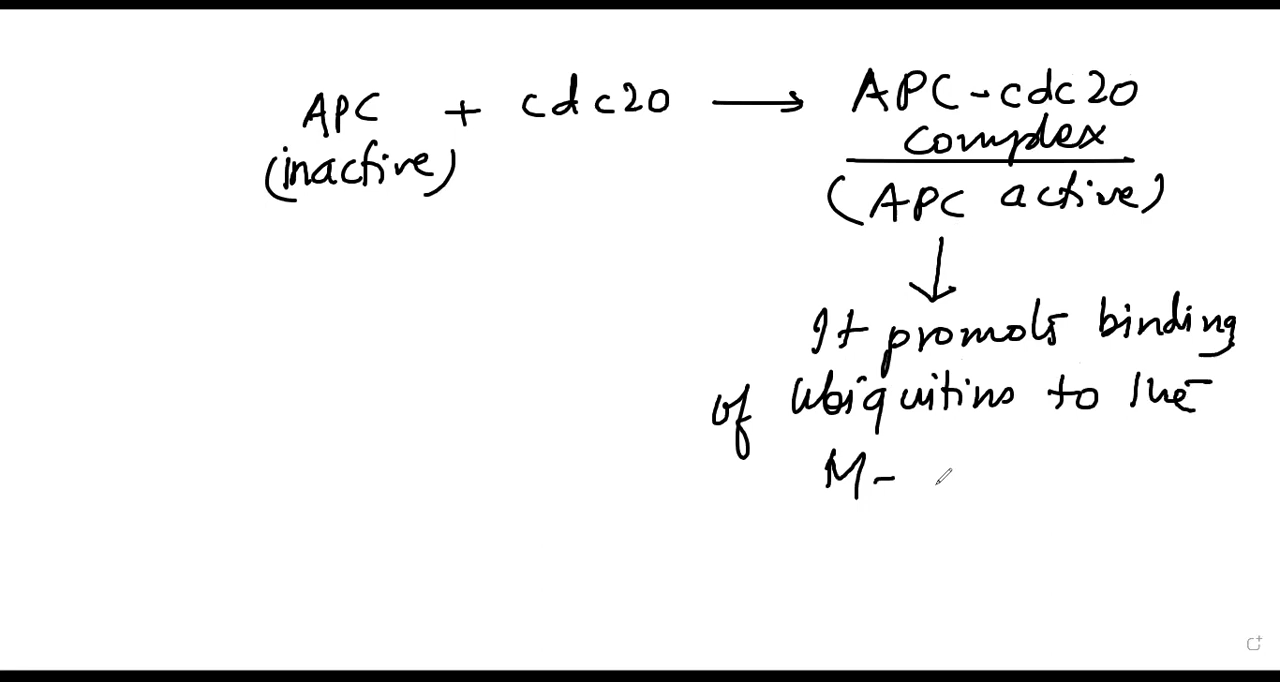 APC + cdc20 → APC-cdc20
complex
(inactive)
(APC active)
↓
It promots binding
of ubiquitins to the
M-